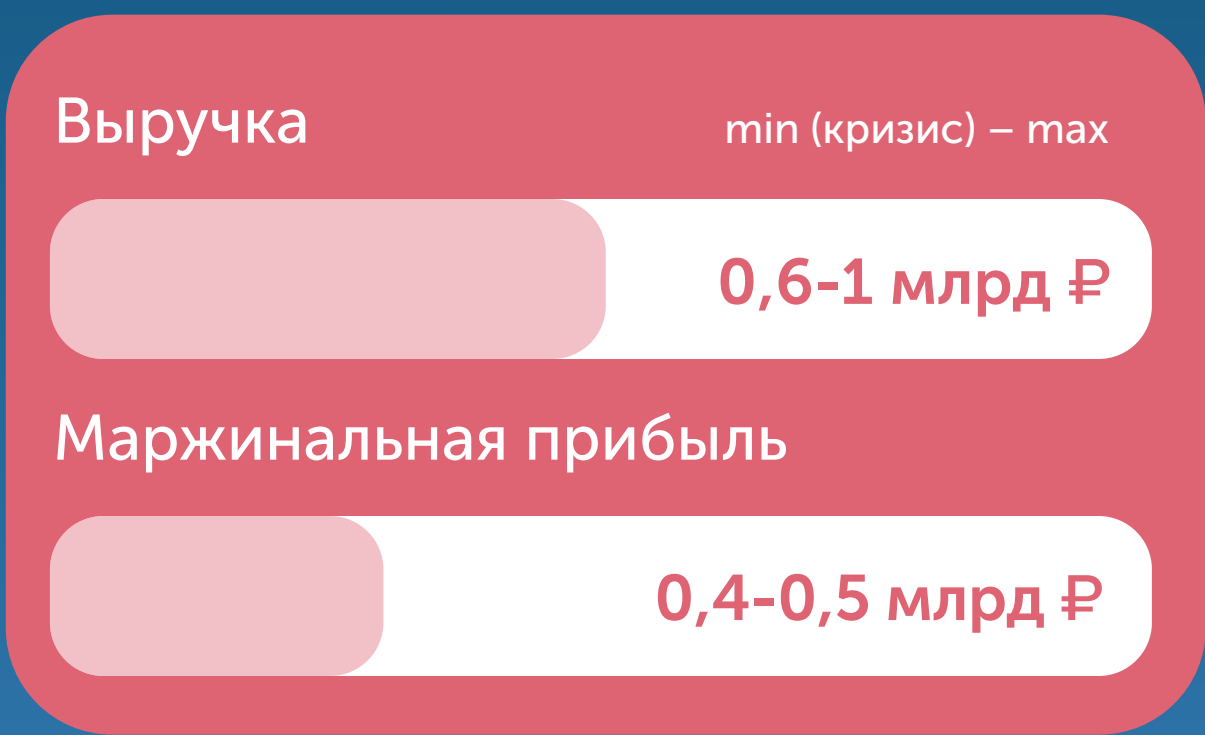 Выручка
min (кризис) – max
0,6-1 млрд ₽
Маржинальная прибыль
0,4-0,5 млрд ₽